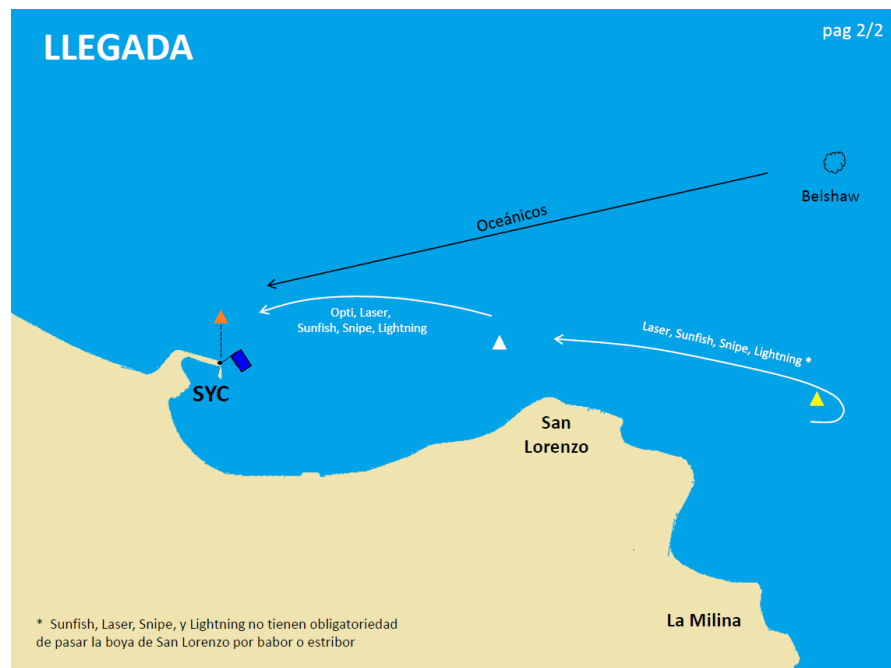 LLEGADA
pag 2/2
Belshaw
Oceánicos
Opti, Laser,
Sunfish, Snipe, Lightning
Laser, Sunfish, Snipe, Lightning *
SYC
San
Lorenzo
La Milina
* Sunfish, Laser, Snipe, y Lightning no tienen obligatoriedad
de pasar la boya de San Lorenzo por babor o estribor